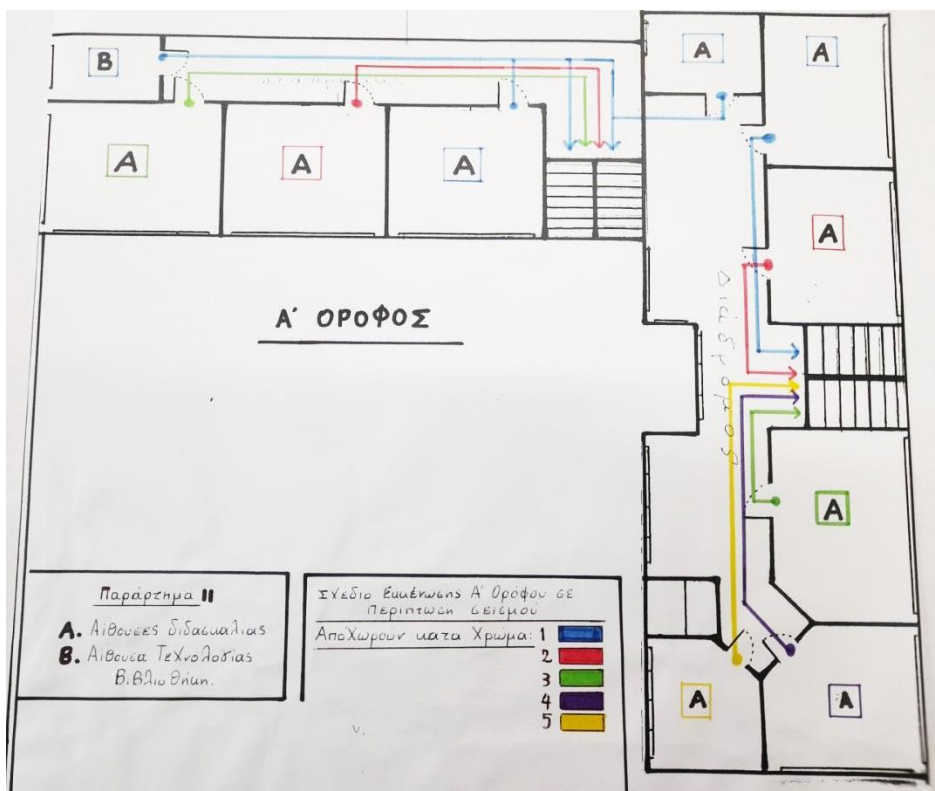 B
A
A
A
A
A
A
A
A
A
Α' ΟΡΟΦΟΣ
Διάδρομος
Παράρτημα II
A. Αίθουσες διδασκαλίας
B. Αίθουσα Τεχνολογίας
Βιβλιοθήκη.
Σχέδιο Εκκένωσης Α' Ορόφου σε
Περίπτωση σεισμού
Αποχωρούν κατα Χρώμα: 1
2
3
4
5